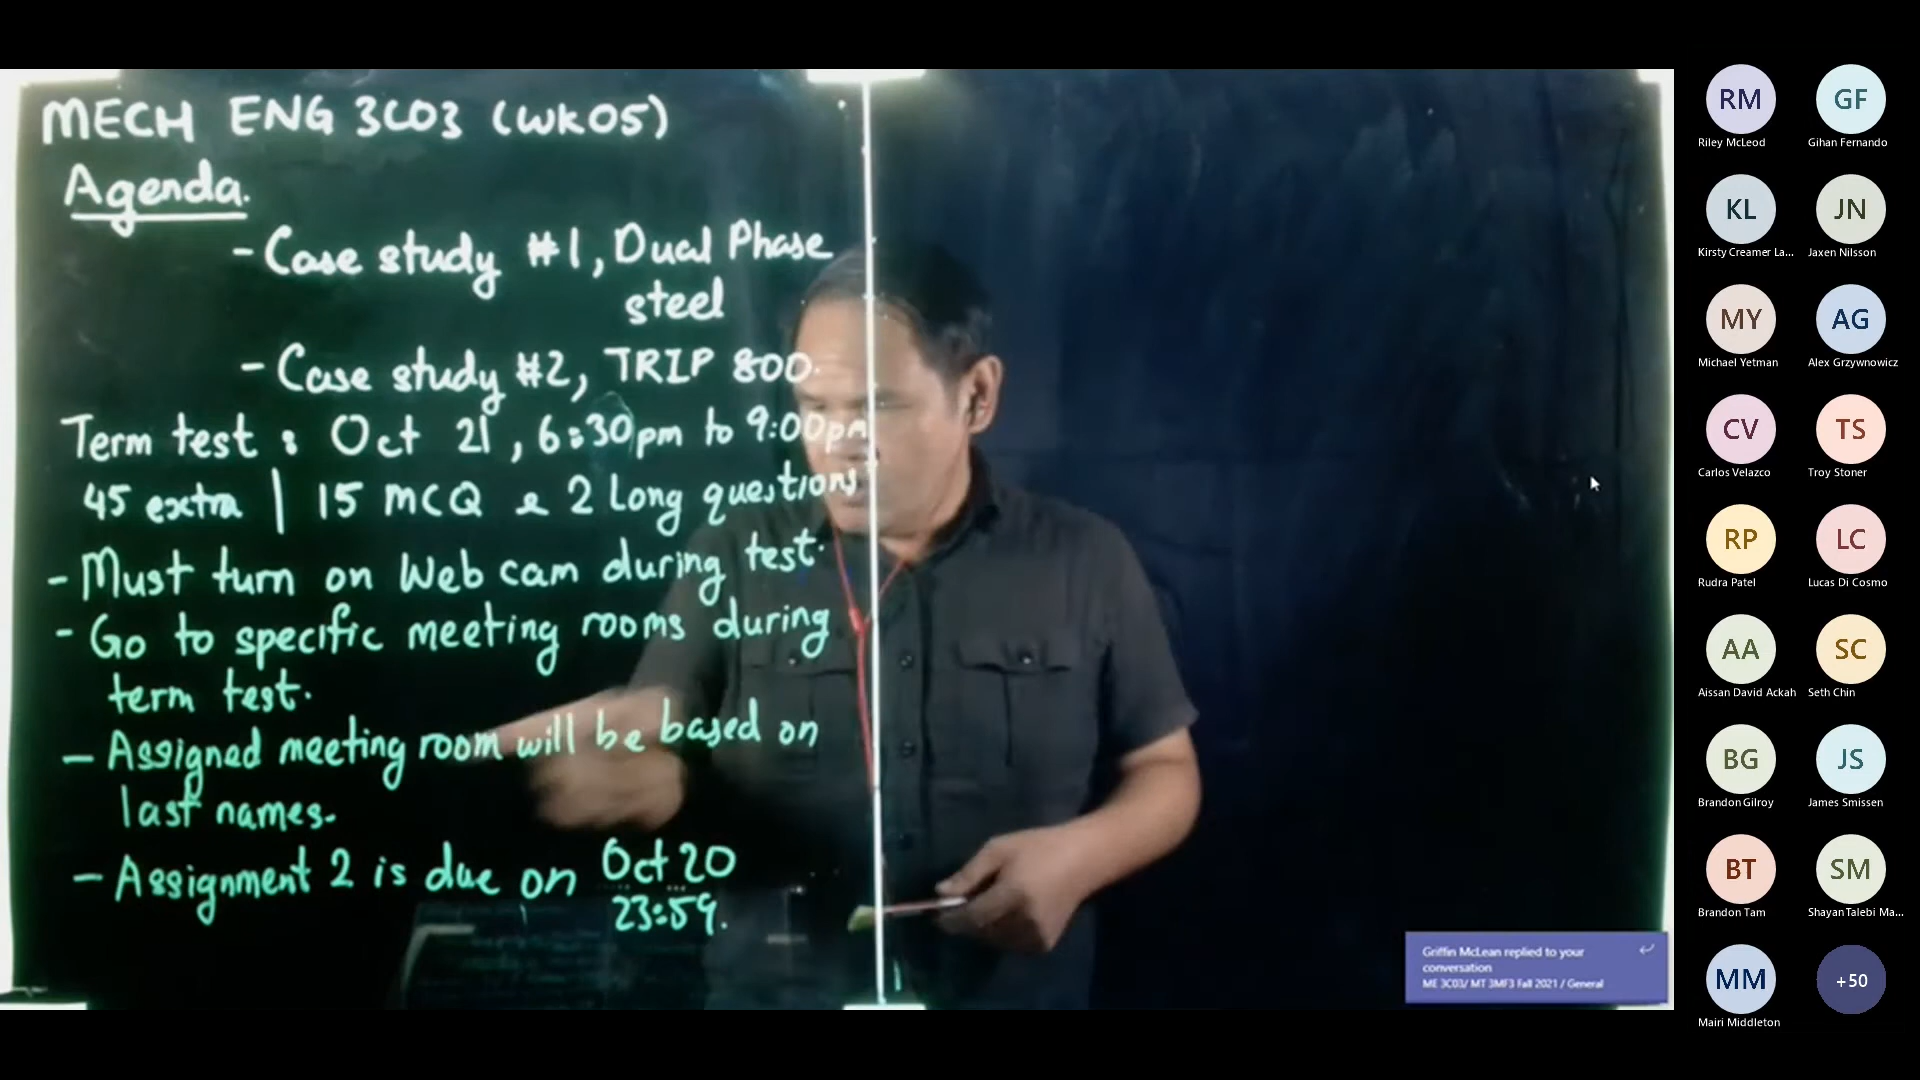 MECH ENG 3C03 (WK05)
Agenda.
- Case study #1, Dual Phase
steel
- Case study #2, TRIP 800.
Term test : Oct 21, 6:30pm to 9:00pm
45 extra | 15 MCQ & 2 Long questions
- Must turn on Web cam during test.
- Go to specific meeting rooms during
term test.
- Assigned meeting room will be based on
last names.
- Assignment 2 is due on Oct 20
23:59.
Griffin McLean replied to your
conversation
ME 3C03/ MT 3MF3 Fall 2021 / General
RM GF
Riley McLeod Gihan Fernando
KL JN
Kirsty Creamer La... Jaxen Nilsson
MY AG
Michael Yetman Alex Grzywnowicz
CV TS
Carlos Velazco Troy Stoner
RP LC
Rudra Patel Lucas Di Cosmo
AA SC
Aissan David Ackah Seth Chin
BG JS
Brandon Gilroy James Smissen
BT SM
Brandon Tam Shayan Talebi Ma...
MM +50
Mairi Middleton